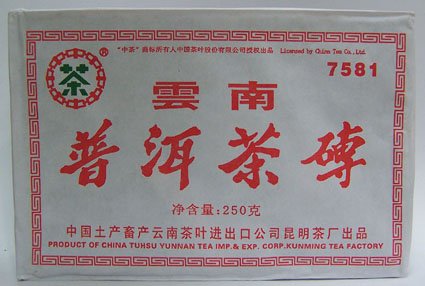 "中茶"商标所有人中国茶叶股份有限公司授权出品 Licensed by China Tea Co., Ltd.
茶 ®
7581
雲南
普洱茶磚
净含量:250克
中国土产畜产云南茶叶进出口公司昆明茶厂出品
PRODUCT OF CHINA TUHSU YUNNAN TEA IMP.& EXP. CORP.KUNMING TEA FACTORY